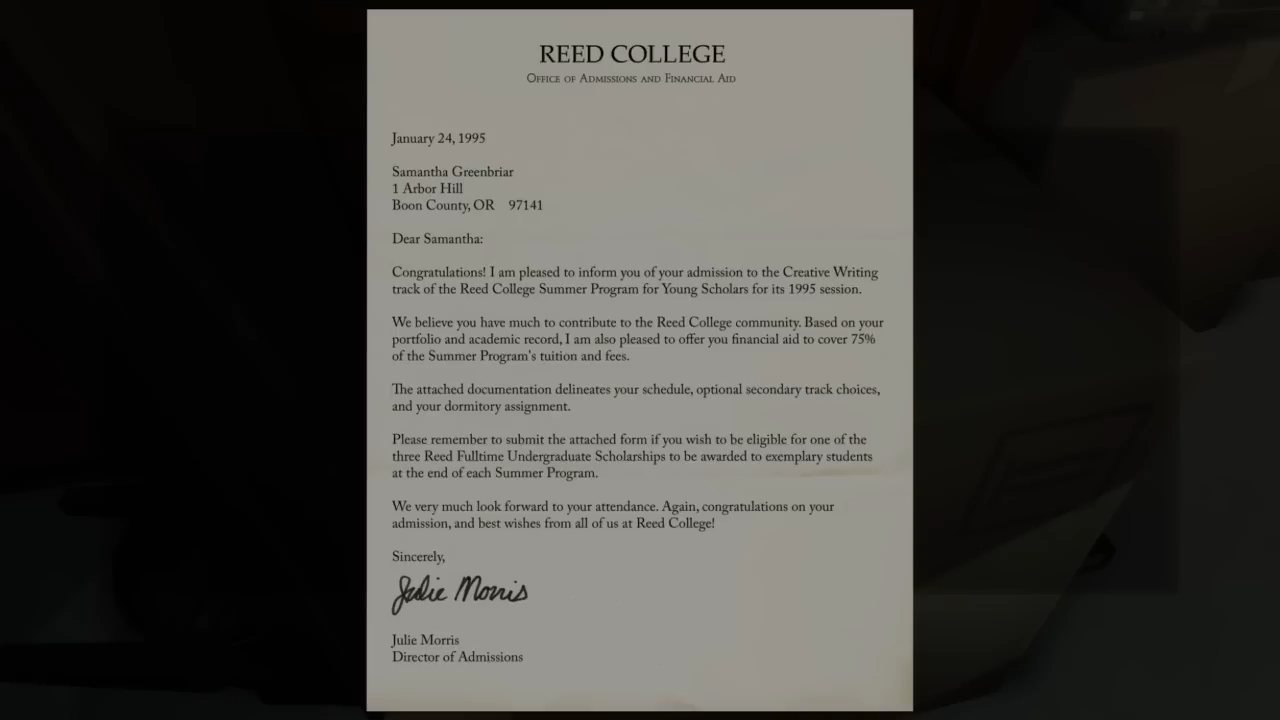 REED COLLEGE
Office of Admissions and Financial Aid
January 24, 1995
Samantha Greenbriar
1 Arbor Hill
Boon County, OR 97141
Dear Samantha:
Congratulations! I am pleased to inform you of your admission to the Creative Writing
track of the Reed College Summer Program for Young Scholars for its 1995 session.
We believe you have much to contribute to the Reed College community. Based on your
portfolio and academic record, I am also pleased to offer you financial aid to cover 75%
of the Summer Program's tuition and fees.
The attached documentation delineates your schedule, optional secondary track choices,
and your dormitory assignment.
Please remember to submit the attached form if you wish to be eligible for one of the
three Reed Fulltime Undergraduate Scholarships to be awarded to exemplary students
at the end of each Summer Program.
We very much look forward to your attendance. Again, congratulations on your
admission, and best wishes from all of us at Reed College!
Sincerely,
Julie Morris
Julie Morris
Director of Admissions